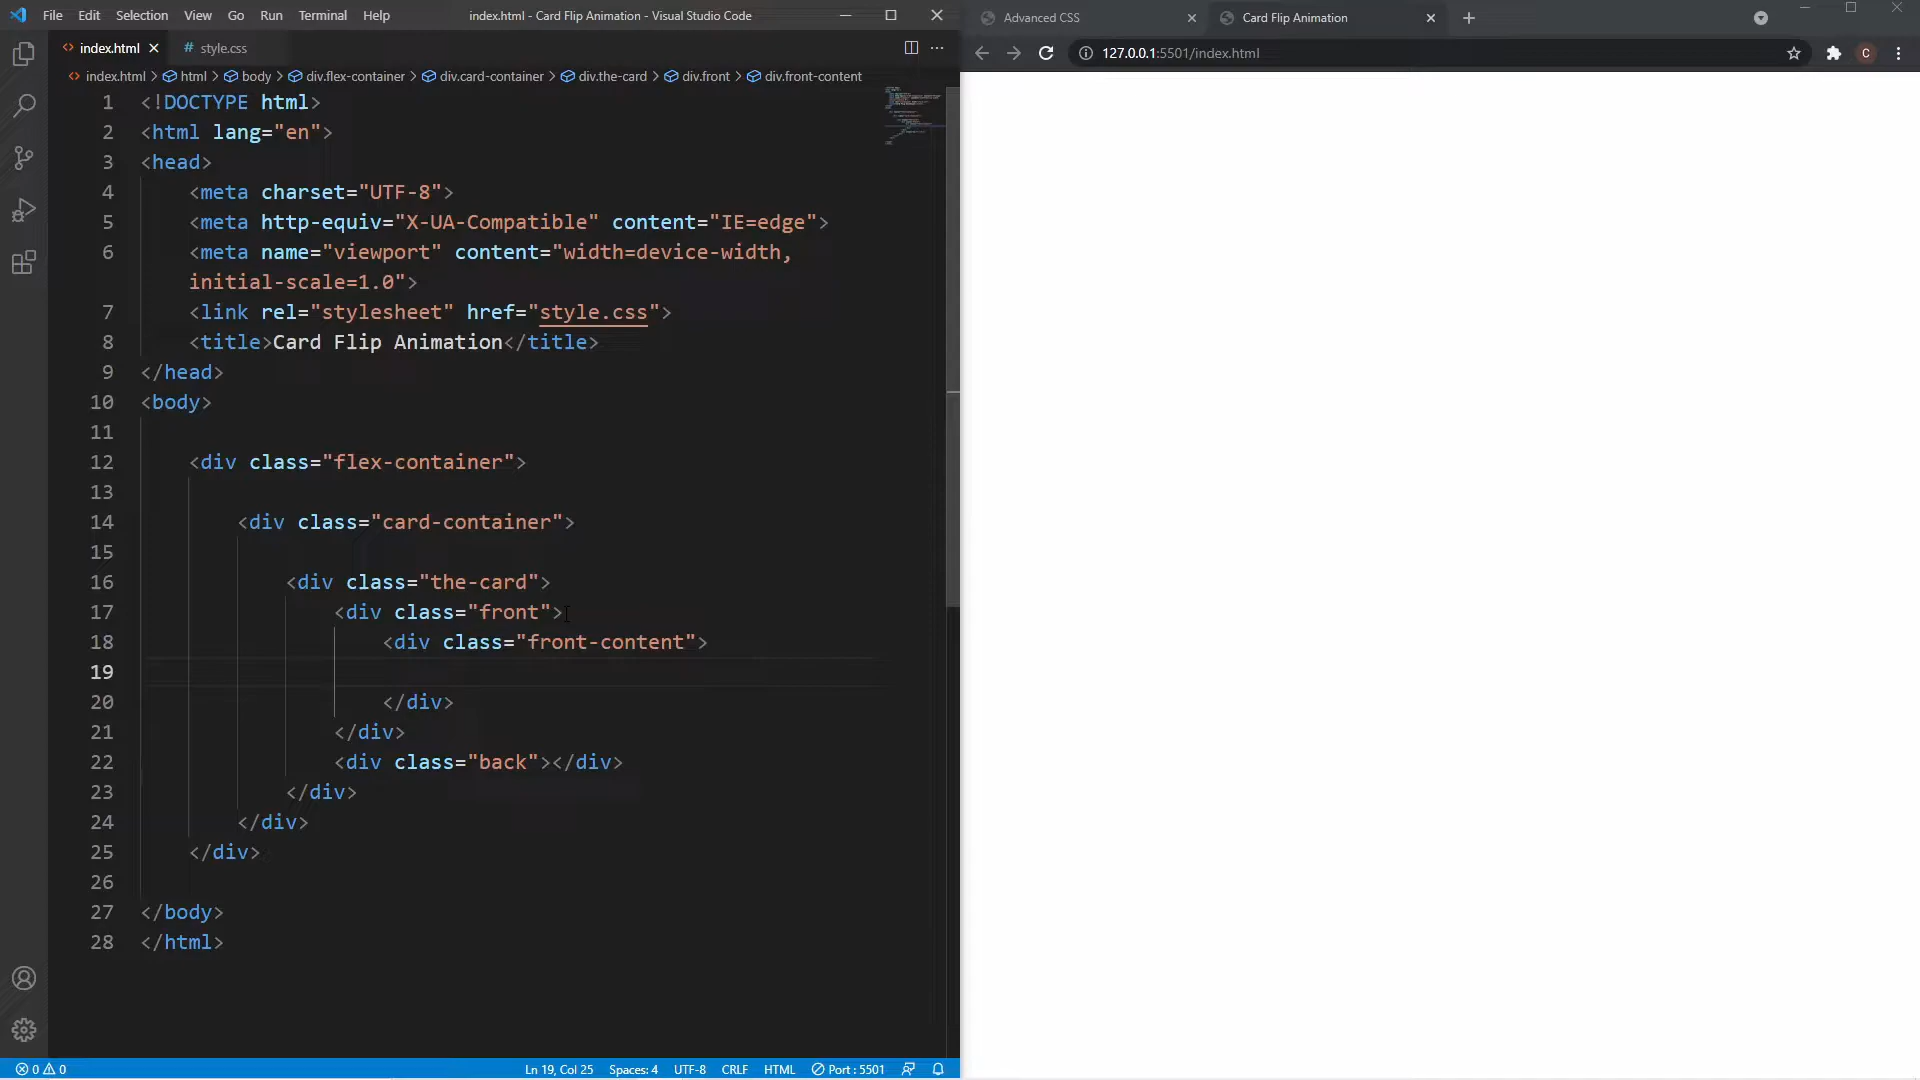 File Edit Selection View Go Run Terminal Help index.html - Card Flip Animation - Visual Studio Code
Advanced CSS
Card Flip Animation
index.html
# style.css
127.0.0.1:5501/index.html
C
index.html > html > body > div.flex-container > div.card-container > div.the-card > div.front > div.front-content
1 <!DOCTYPE html>
2 <html lang="en">
3 <head>
4 <meta charset="UTF-8">
5 <meta http-equiv="X-UA-Compatible" content="IE=edge">
6 <meta name="viewport" content="width=device-width,
initial-scale=1.0">
7 <link rel="stylesheet" href="style.css">
8 <title>Card Flip Animation</title>
9 </head>
10 <body>
11
12 <div class="flex-container">
13
14 <div class="card-container">
15
16 <div class="the-card">
17 <div class="front">
18 <div class="front-content">
19
20 </div>
21 </div>
22 <div class="back"></div>
23 </div>
24 </div>
25 </div>
26
27 </body>
28 </html>
0 0 Ln 19, Col 25 Spaces: 4 UTF-8 CRLF HTML Port : 5501